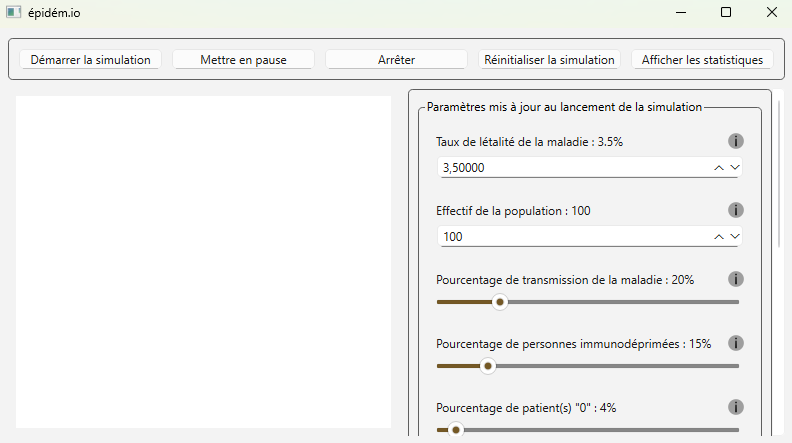 épidém.io
Démarrer la simulation
Mettre en pause
Arrêter
Réinitialiser la simulation
Afficher les statistiques
Paramètres mis à jour au lancement de la simulation
Taux de létalité de la maladie : 3.5%
3,50000
Effectif de la population : 100
100
Pourcentage de transmission de la maladie : 20%
Pourcentage de personnes immunodéprimées : 15%
Pourcentage de patient(s) "0" : 4%